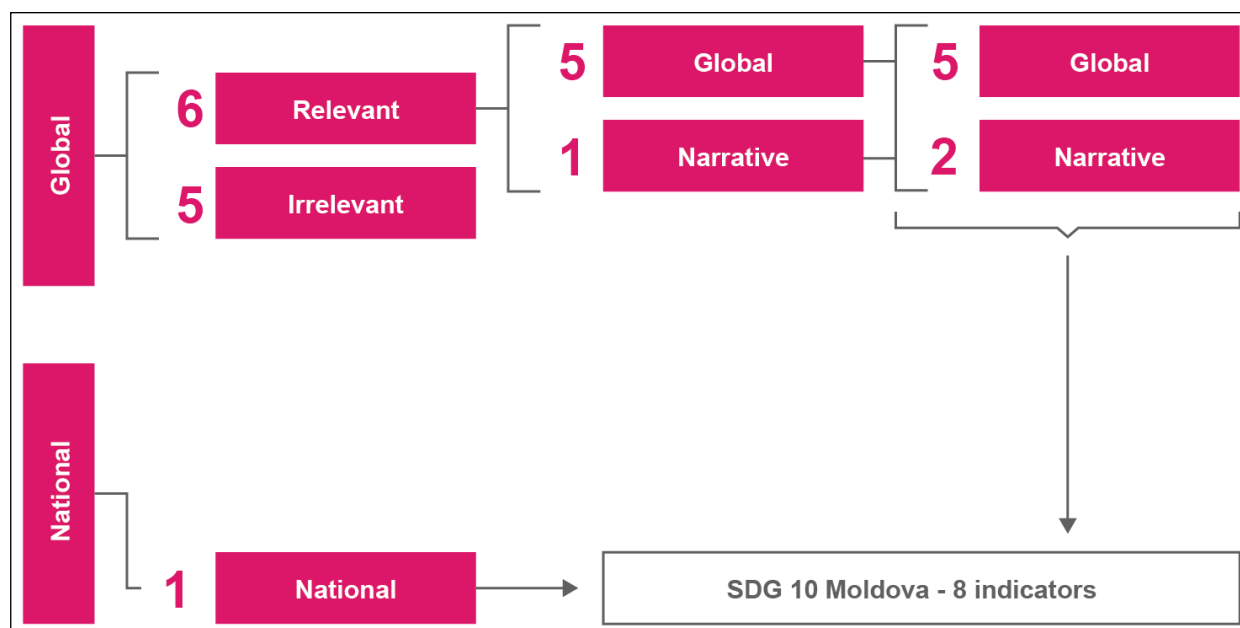 Global
6 Relevant
5 Irrelevant
5 Global
1 Narrative
5 Global
2 Narrative
National
1 National
SDG 10 Moldova - 8 indicators